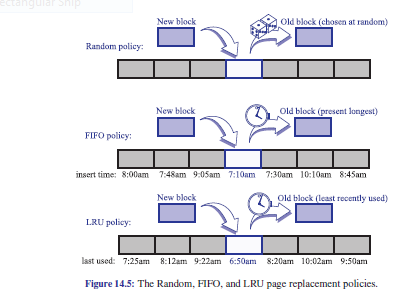 ectangular Snip
New block
Old block (chosen at random)
Random policy:
New block
Old block (present longest)
FIFO policy:
insert time: 8:00am 7:48am 9:05am 7:10am 7:30am 10:10am 8:45am
New block
Old block (least recently used)
LRU policy:
last used: 7:25am 8:12am 9:22am 6:50am 8:20am 10:02am 9:50am
Figure 14.5: The Random, FIFO, and LRU page replacement policies.